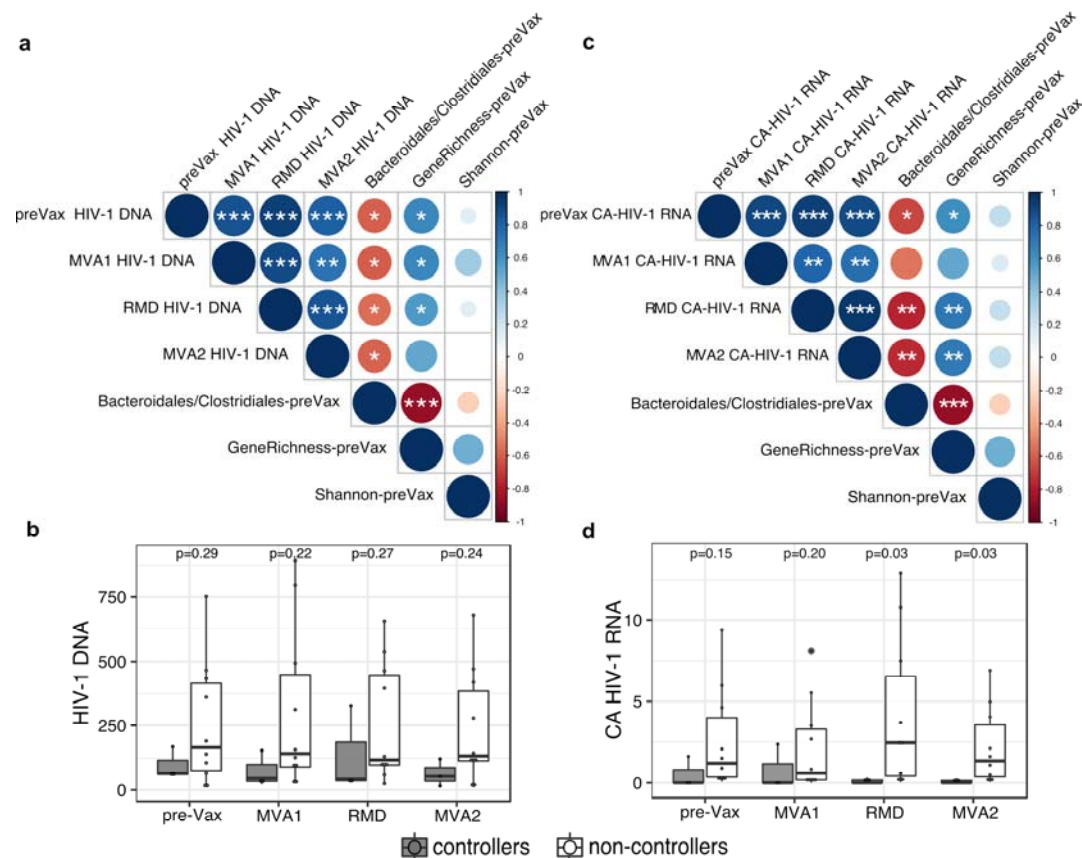 a
preVax HIV-1 DNA
MVA1 HIV-1 DNA
RMD HIV-1 DNA
MVA2 HIV-1 DNA
Bacteroidales/Clostridiales-preVax
GeneRichness-preVax
Shannon-preVax
preVax HIV-1 DNA
*** *** *** * *
MVA1 HIV-1 DNA
*** ** * *
RMD HIV-1 DNA
*** * *
MVA2 HIV-1 DNA
*
Bacteroidales/Clostridiales-preVax
***
GeneRichness-preVax
Shannon-preVax
1
0.8
0.6
0.4
0.2
0
-0.2
-0.4
-0.6
-0.8
-1
c
preVax CA-HIV-1 RNA
MVA1 CA-HIV-1 RNA
RMD CA-HIV-1 RNA
MVA2 CA-HIV-1 RNA
Bacteroidales/Clostridiales-preVax
GeneRichness-preVax
Shannon-preVax
preVax CA-HIV-1 RNA
*** *** *** * *
MVA1 CA-HIV-1 RNA
** **
RMD CA-HIV-1 RNA
*** ** **
MVA2 CA-HIV-1 RNA
** **
Bacteroidales/Clostridiales-preVax
***
GeneRichness-preVax
Shannon-preVax
1
0.8
0.6
0.4
0.2
0
-0.2
-0.4
-0.6
-0.8
-1
b
p=0.29 p=0.22 p=0.27 p=0.24
HIV-1 DNA
750
500
250
0
pre-Vax MVA1 RMD MVA2
d
p=0.15 p=0.20 p=0.03 p=0.03
CA HIV-1 RNA
10
5
0
pre-Vax MVA1 RMD MVA2
controllers non-controllers